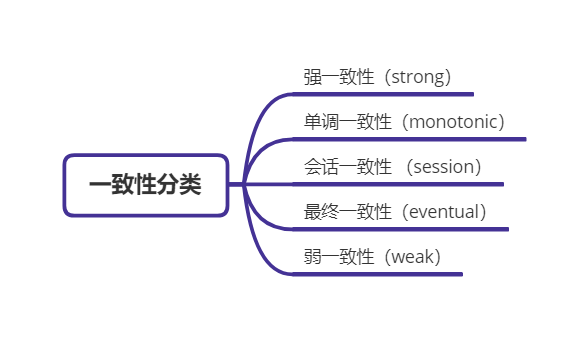 一致性分类
强一致性（strong）
单调一致性（monotonic）
会话一致性 （session）
最终一致性（eventual）
弱一致性（weak）